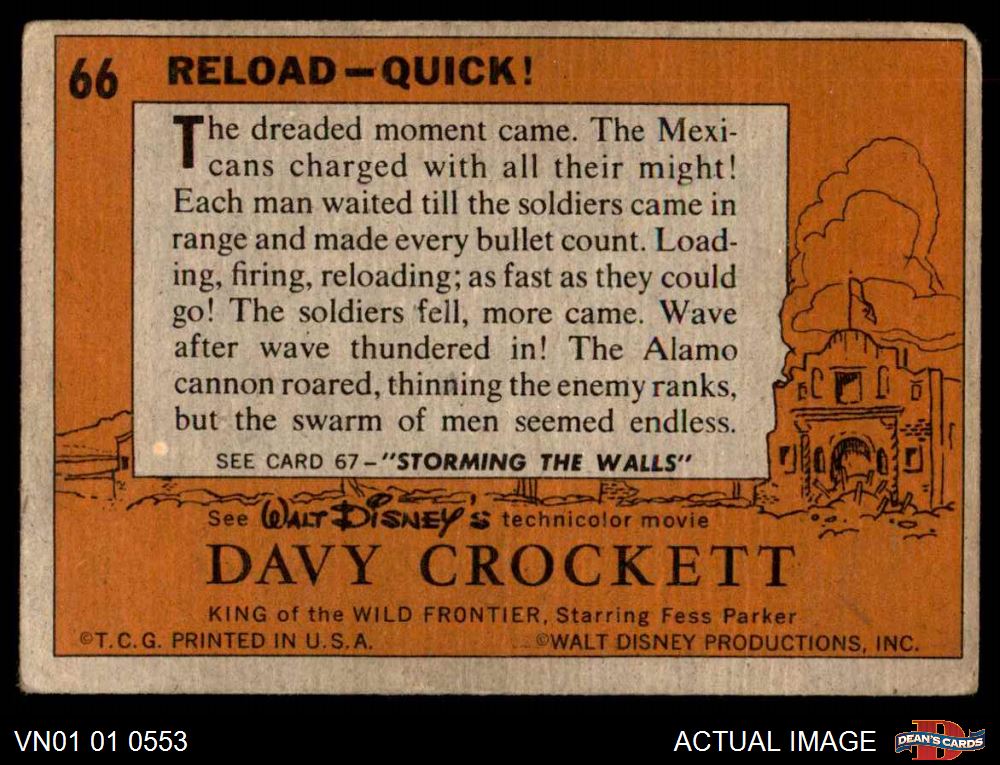 66 RELOAD—QUICK!
The dreaded moment came. The Mexi-
cans charged with all their might!
Each man waited till the soldiers came in
range and made every bullet count. Load-
ing, firing, reloading; as fast as they could
go! The soldiers fell, more came. Wave
after wave thundered in! The Alamo
cannon roared, thinning the enemy ranks,
but the swarm of men seemed endless.
SEE CARD 67—"STORMING THE WALLS"
See WALT DISNEY'S technicolor movie
DAVY CROCKETT
KING of the WILD FRONTIER, Starring Fess Parker
©T.C.G. PRINTED IN U.S.A. ©WALT DISNEY PRODUCTIONS, INC.
VN01 01 0553 ACTUAL IMAGE DEAN'S CARDS